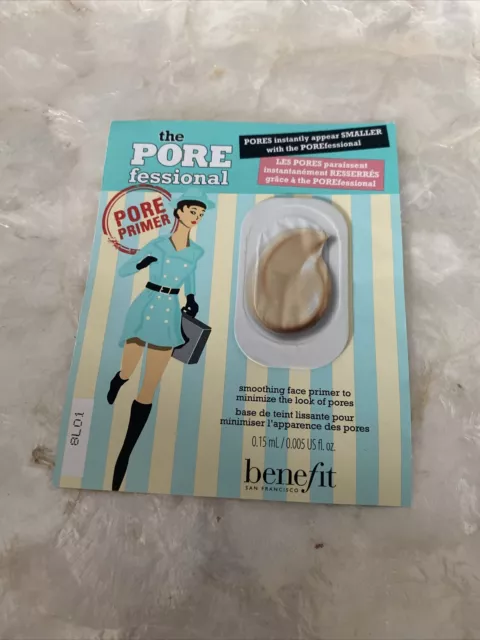 the
PORE
fessional
PORES instantly appear SMALLER
with the POREfessional
LES PORES paraissent
instantanément RESSERRÉS
grâce à the POREfessional
PORE
PRIMER
smoothing face primer to
minimize the look of pores
base de teint lissante pour
minimiser l'apparence des pores
0.15 mL / 0.005 US fl. oz.
benefit
SAN FRANCISCO
8L01